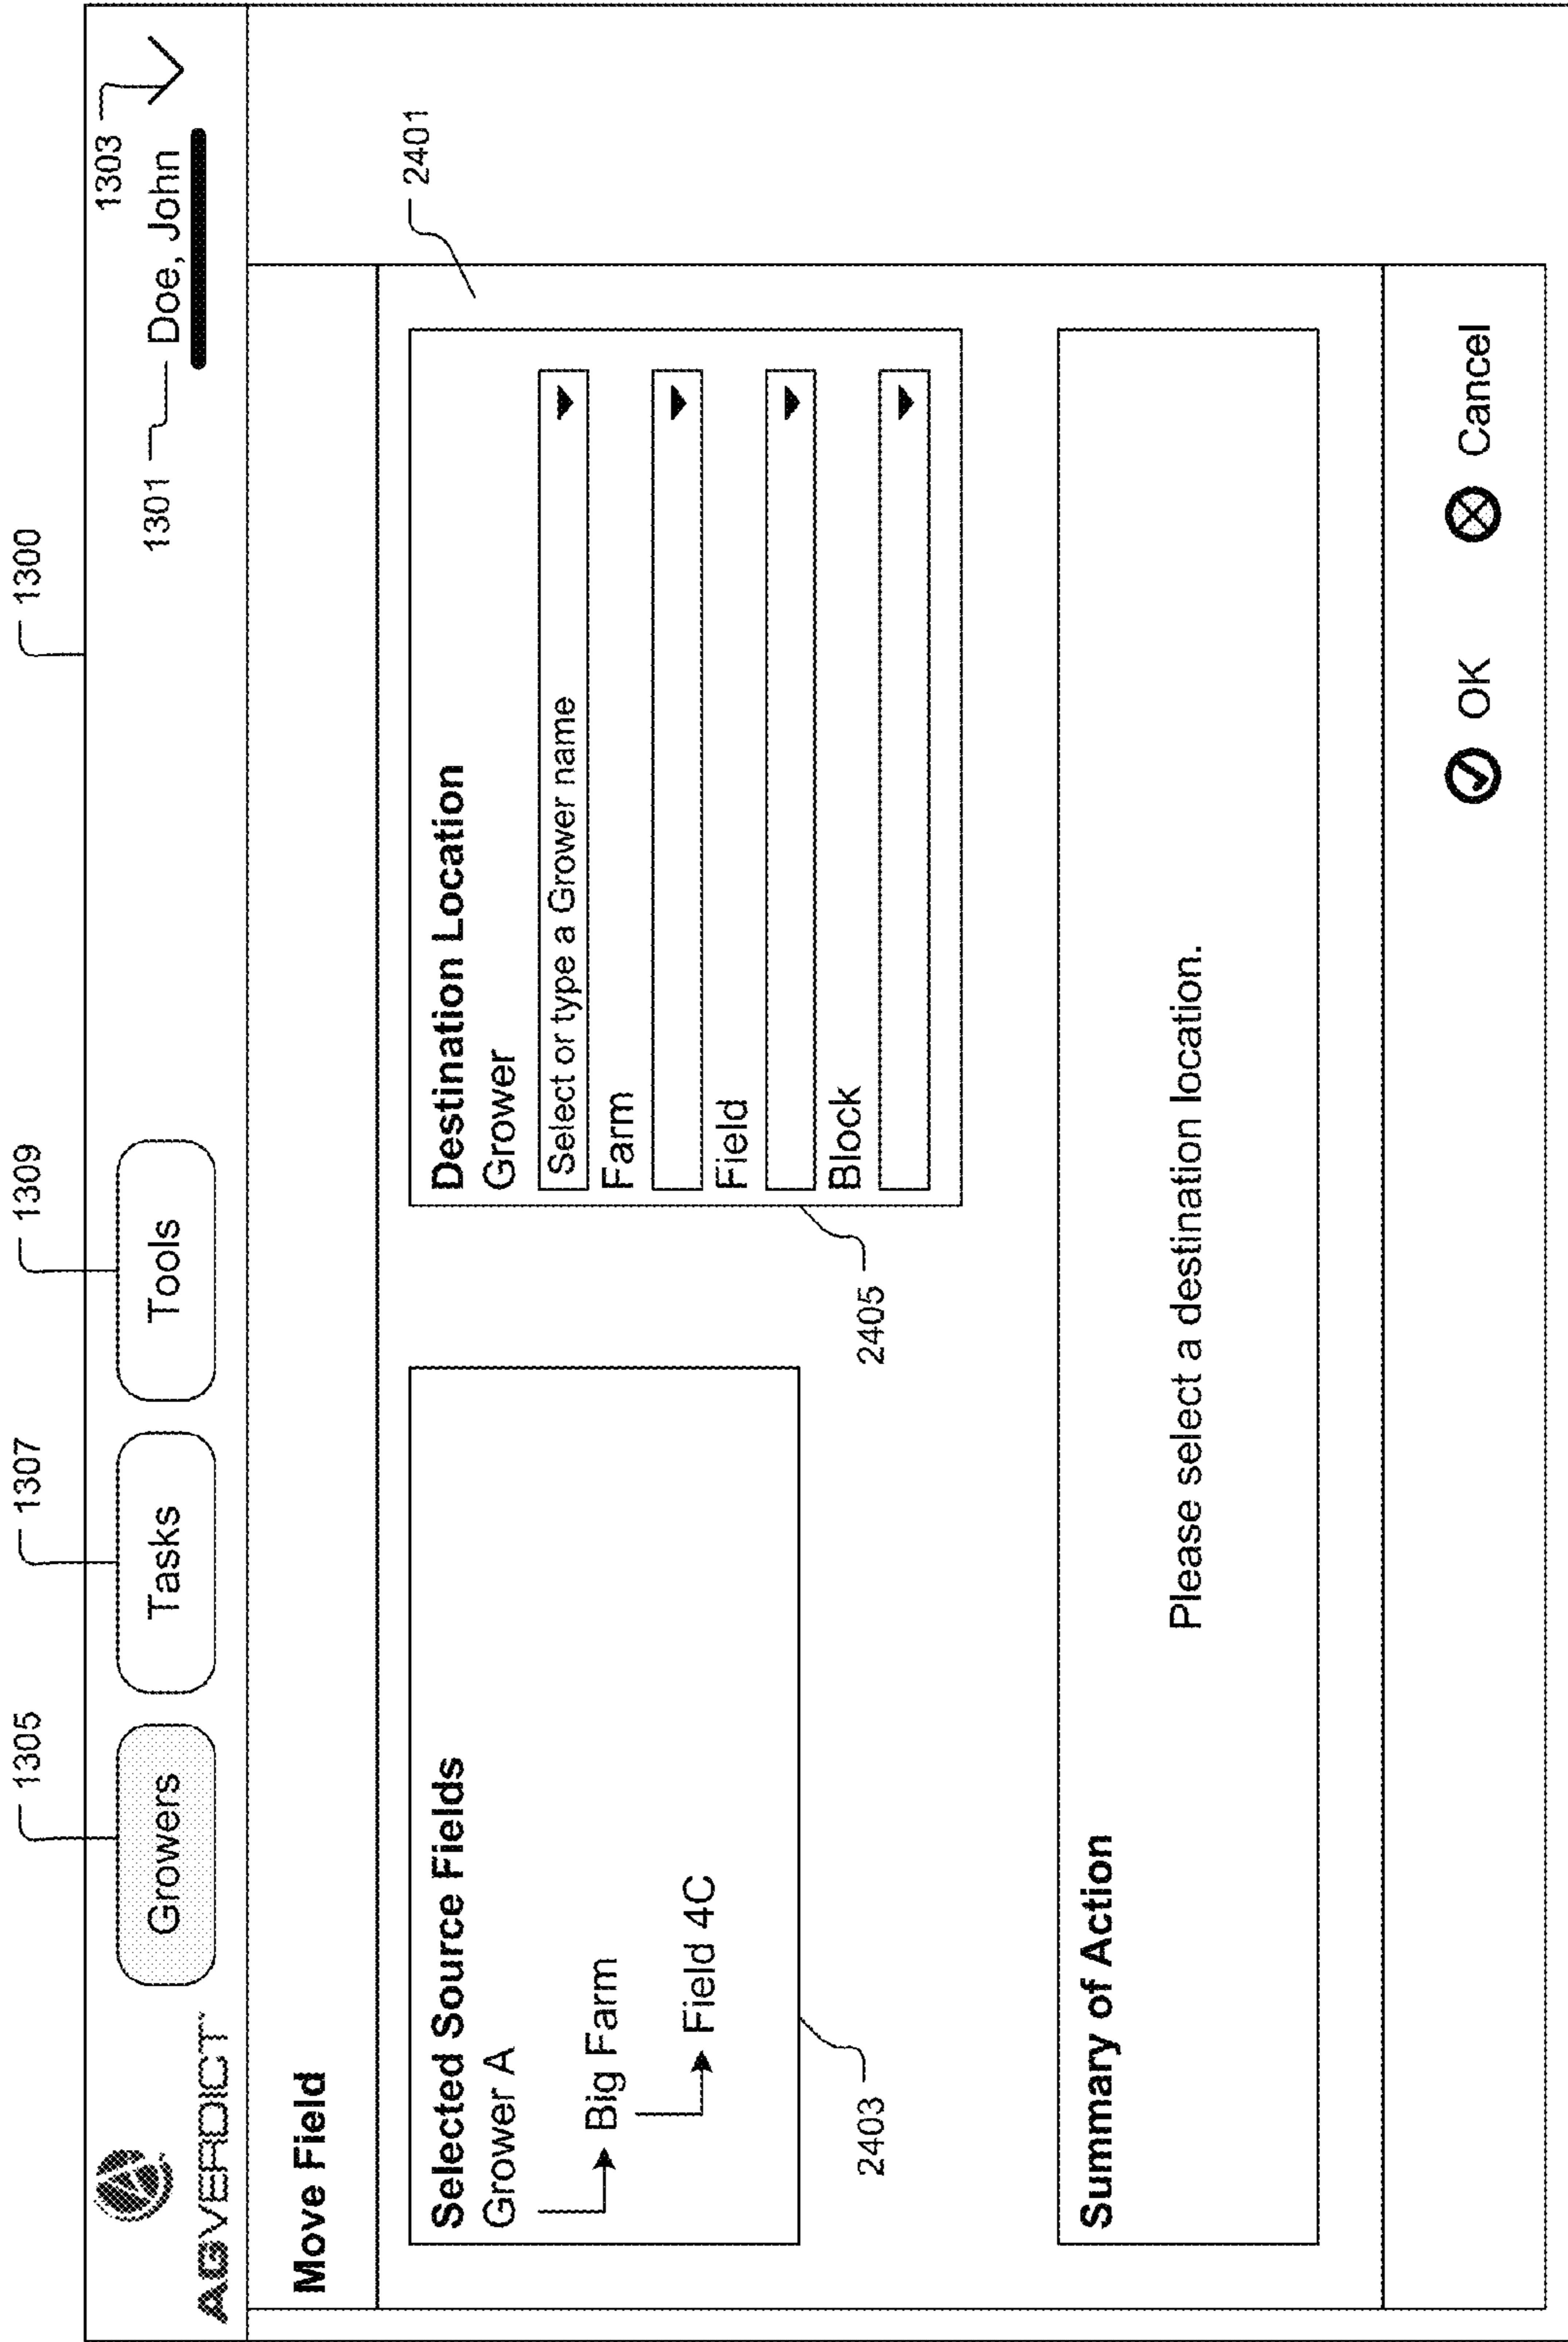 1300
1305
1307
1309
1303
AGVERDICT™
Growers
Tasks
Tools
1301
Doe, John
Move Field
2401
Selected Source Fields
Grower A
Big Farm
Field 4C
2403
Destination Location
Grower
Select or type a Grower name
Farm
Field
Block
2405
Summary of Action
Please select a destination location.
OK
Cancel